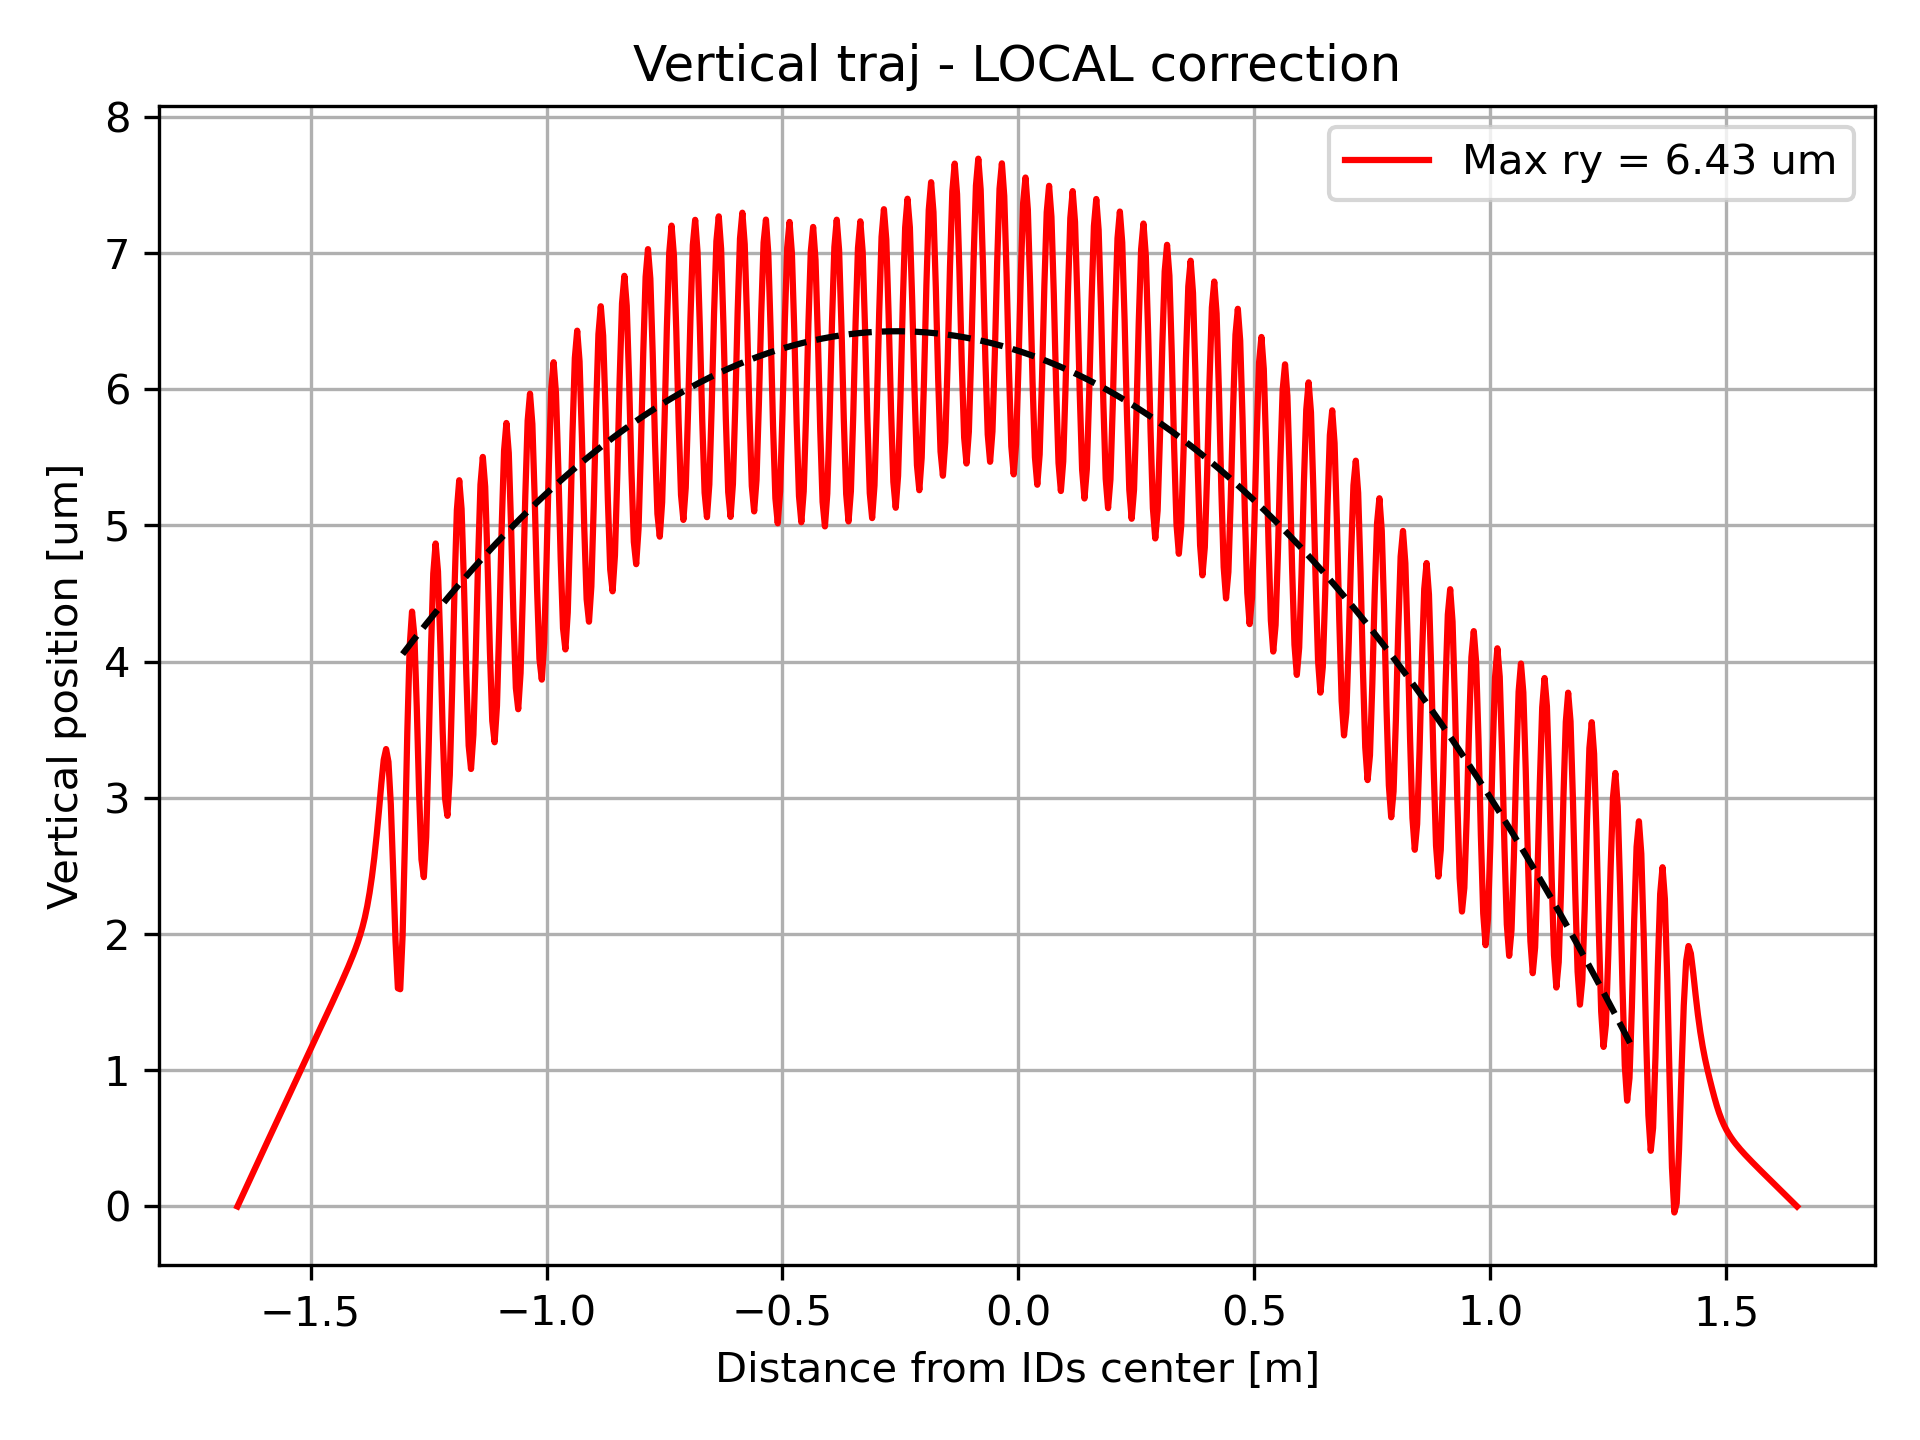 Vertical traj - LOCAL correction
Max ry = 6.43 um
Vertical position [um]
8
7
6
5
4
3
2
1
0
−1.5 −1.0 −0.5 0.0 0.5 1.0 1.5
Distance from IDs center [m]